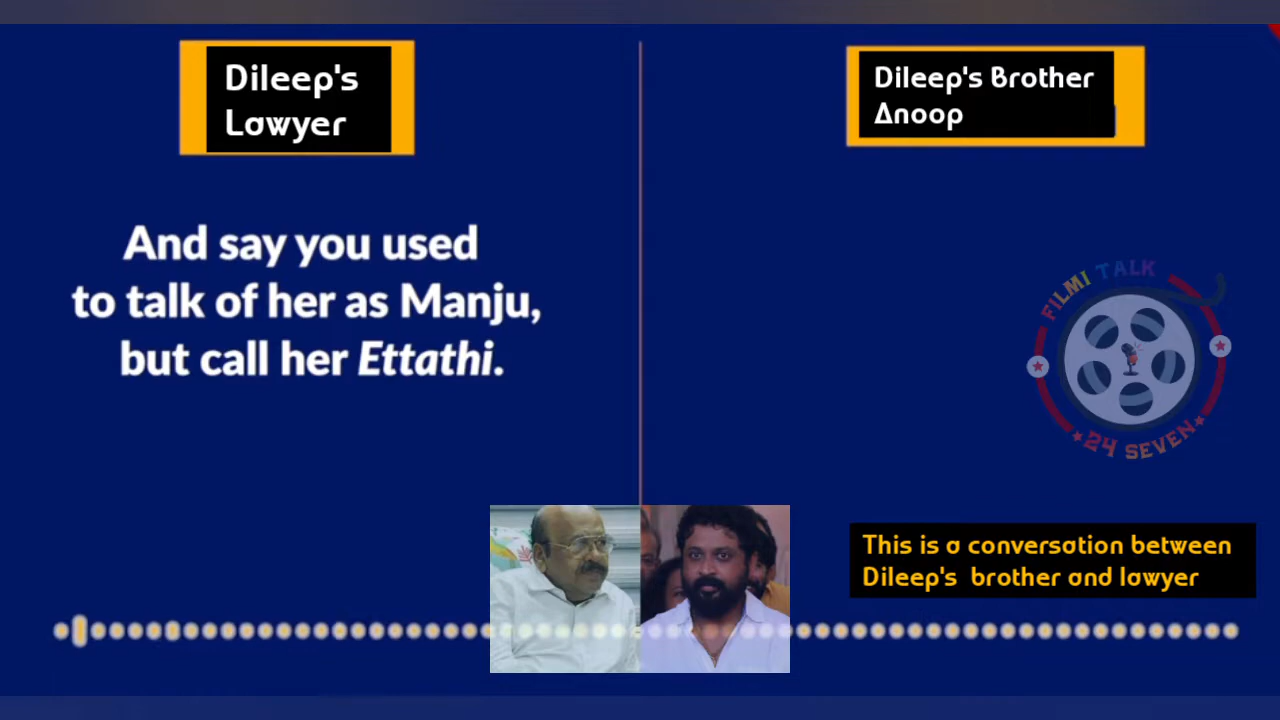 Dileep's
Lawyer
Dileep's Brother
Anoop
And say you used
to talk of her as Manju,
but call her Ettathi.
FILMI TALK
24 SEVEN
This is a conversation between
Dileep's brother and lawyer